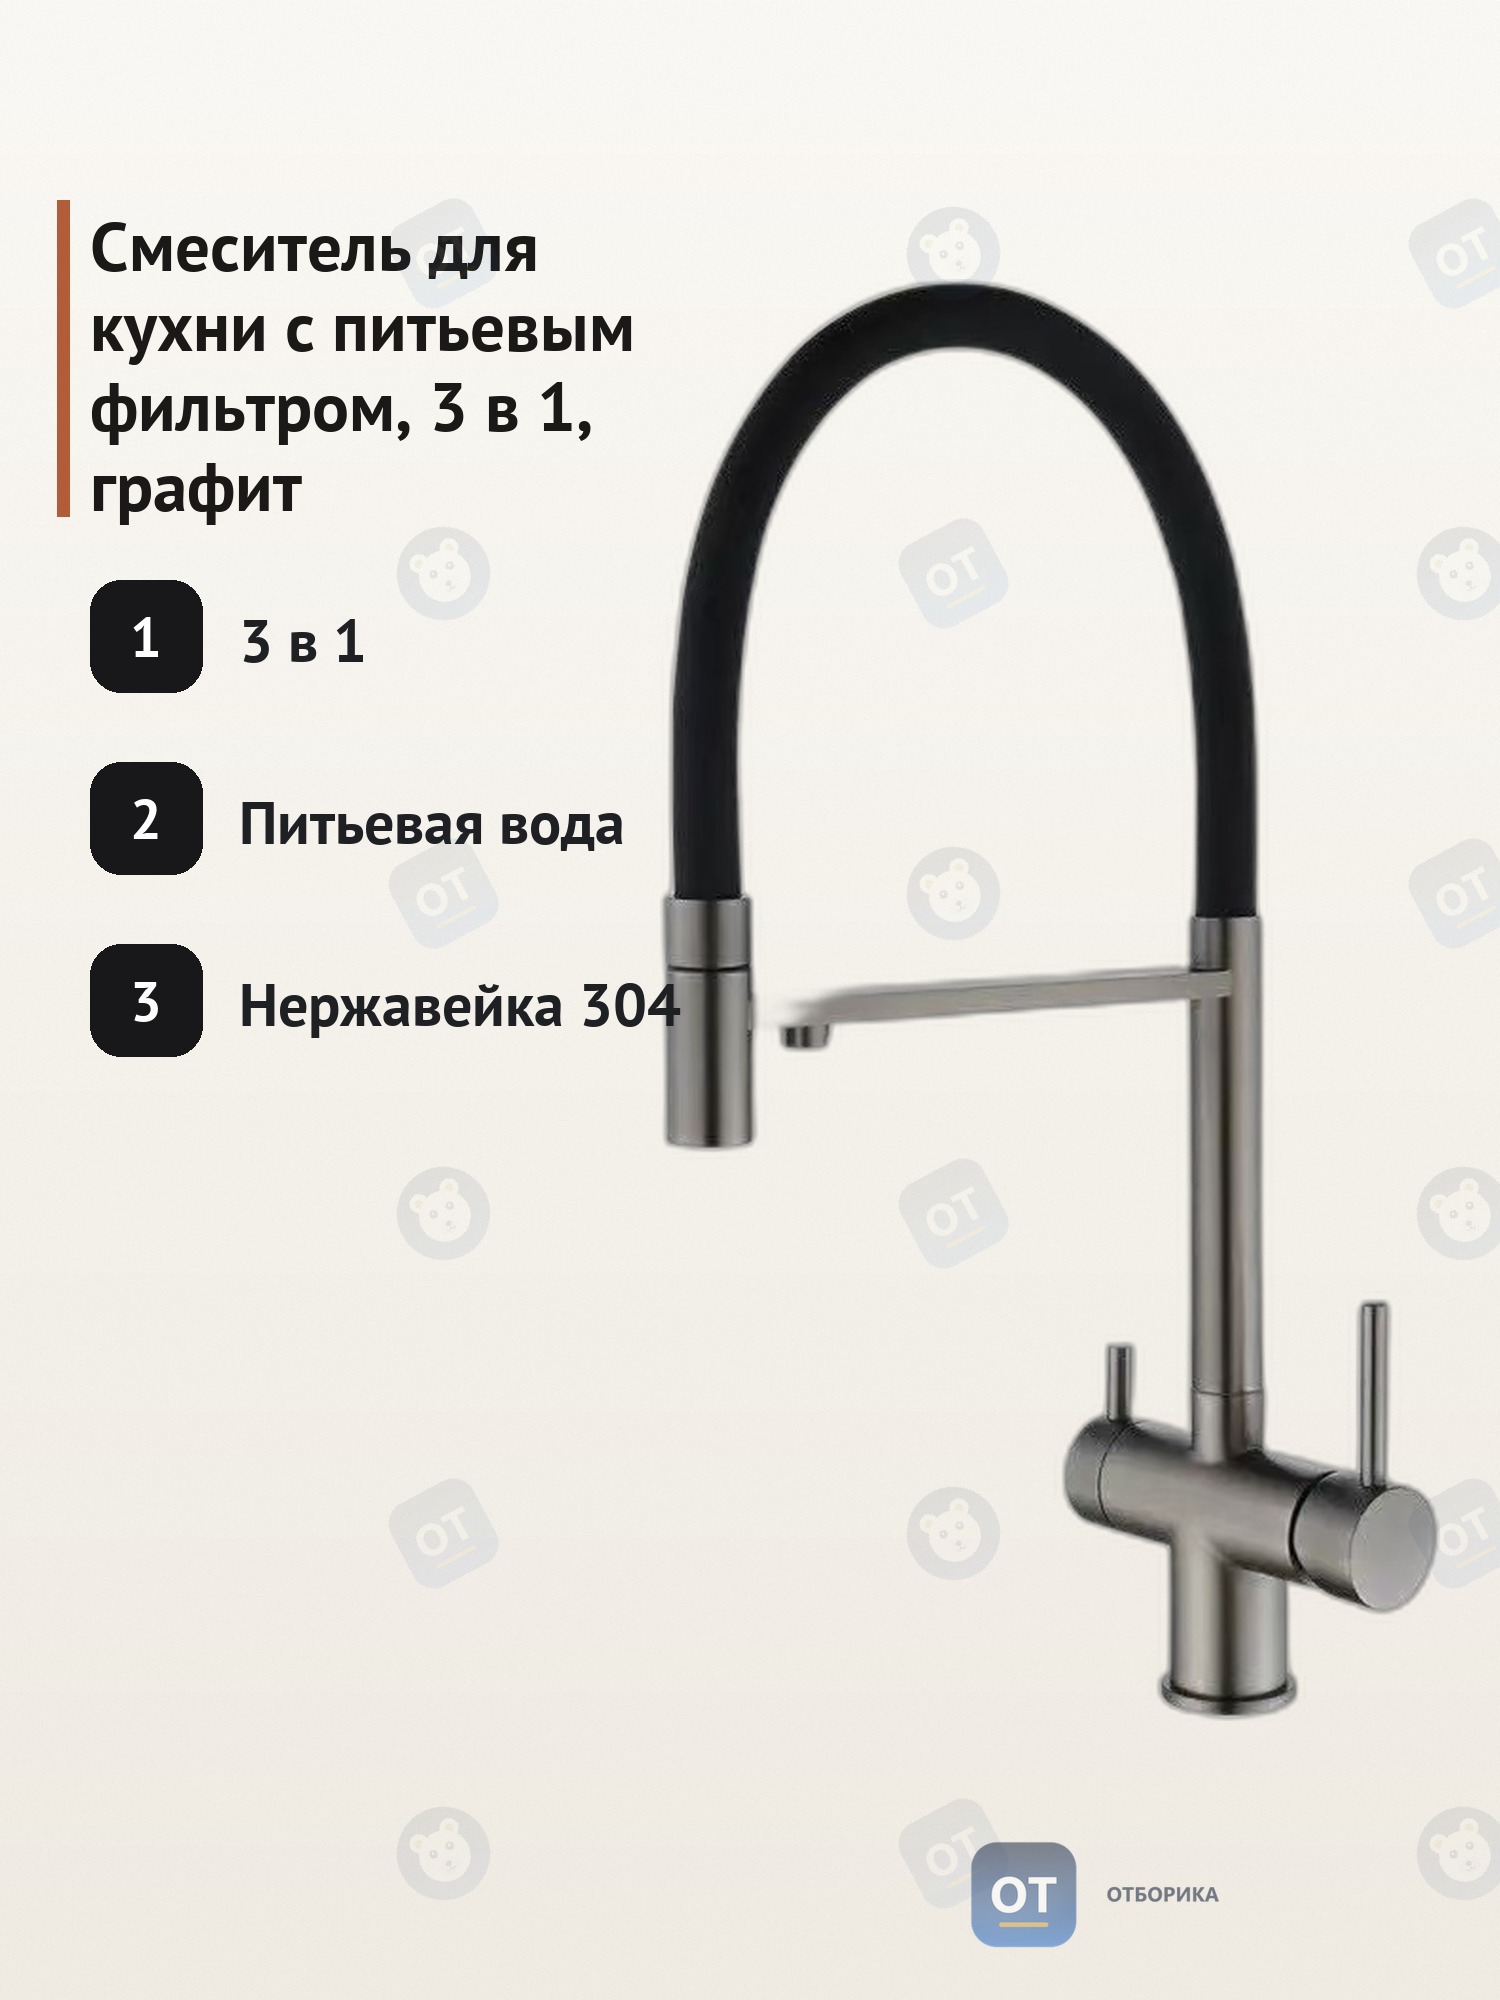 Смеситель для
кухни с питьевым
фильтром, 3 в 1,
графит
1 3 в 1
2 Питьевая вода
3 Нержавейка 304
ОТ ОТБОРИКА